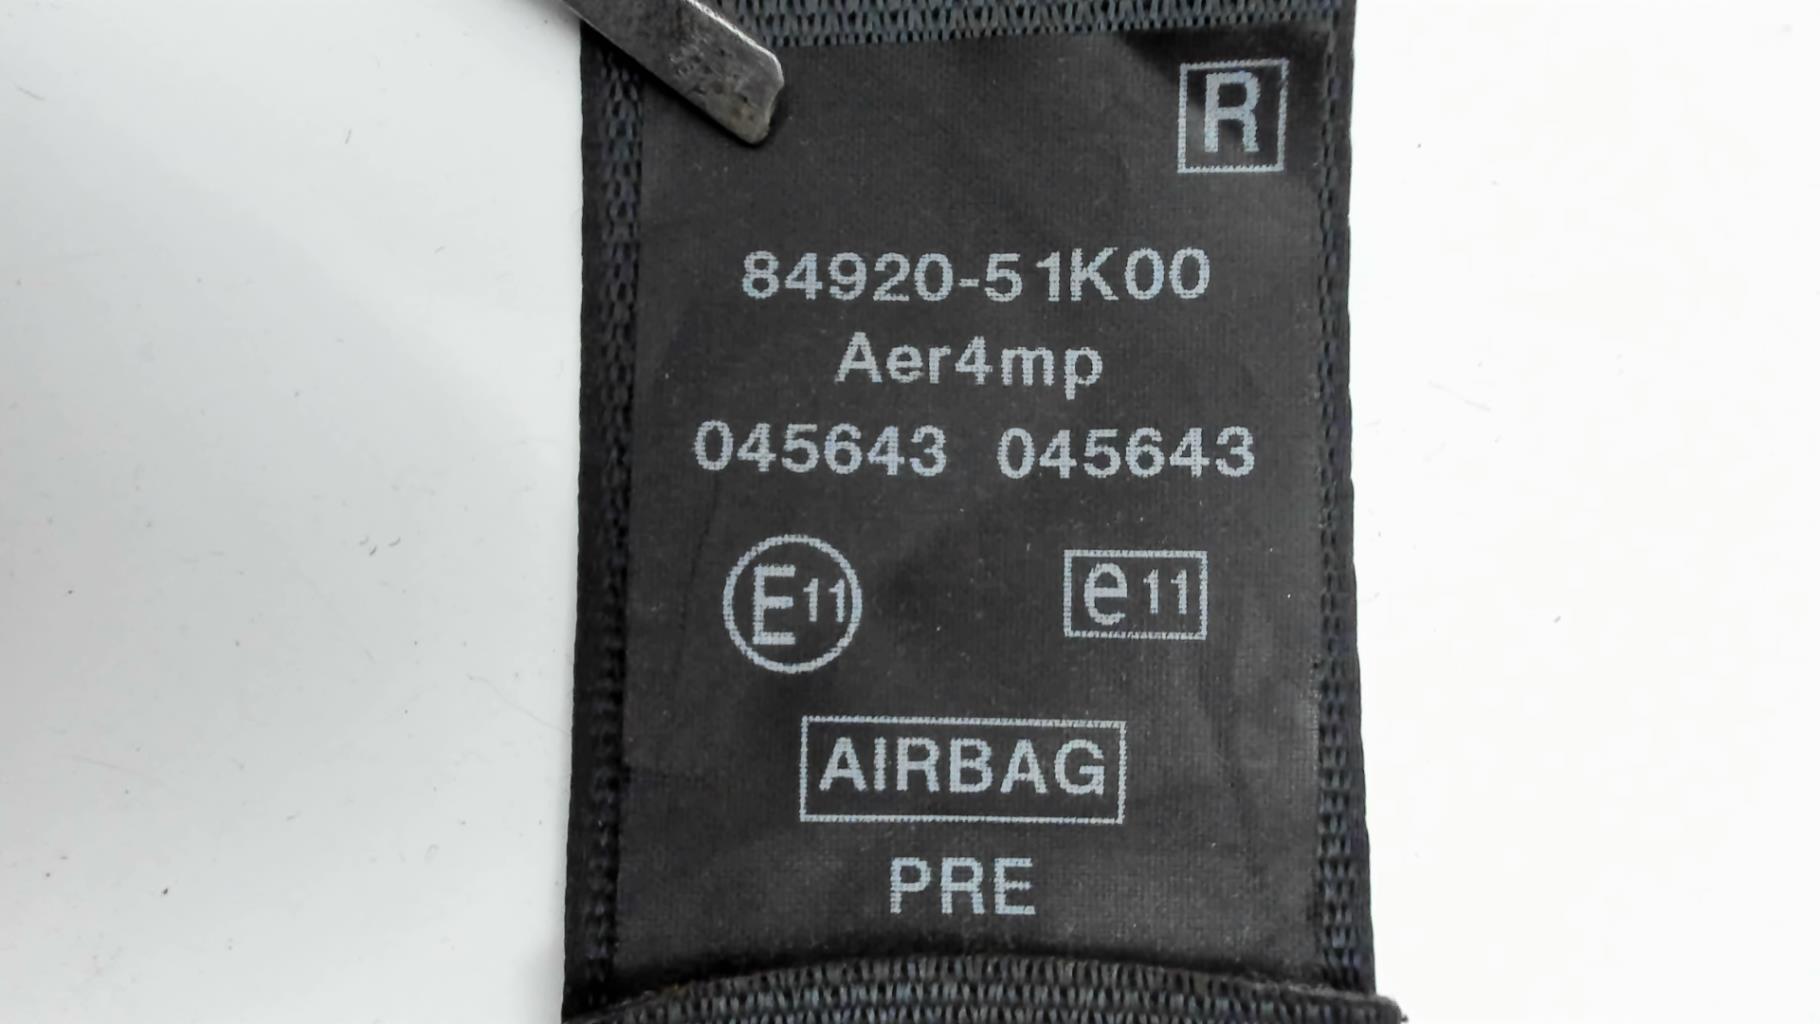 R
84920-51K00
Aer4mp
045643 045643
E11 e11
AIRBAG
PRE